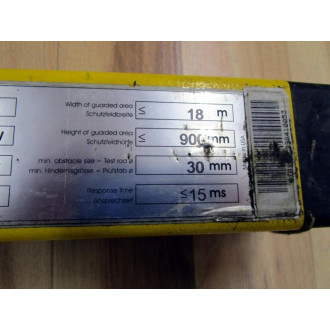 Width of guarded area
Schutzfeldbreite
≤ 18 m
Height of guarded area
Schutzfeldhöhe
≤ 900 mm
min. obstacle size – Test rod ø
min. Hindernisgrösse – Prüfstab ø
30 mm
Response time
Ansprechzeit
≤15 ms